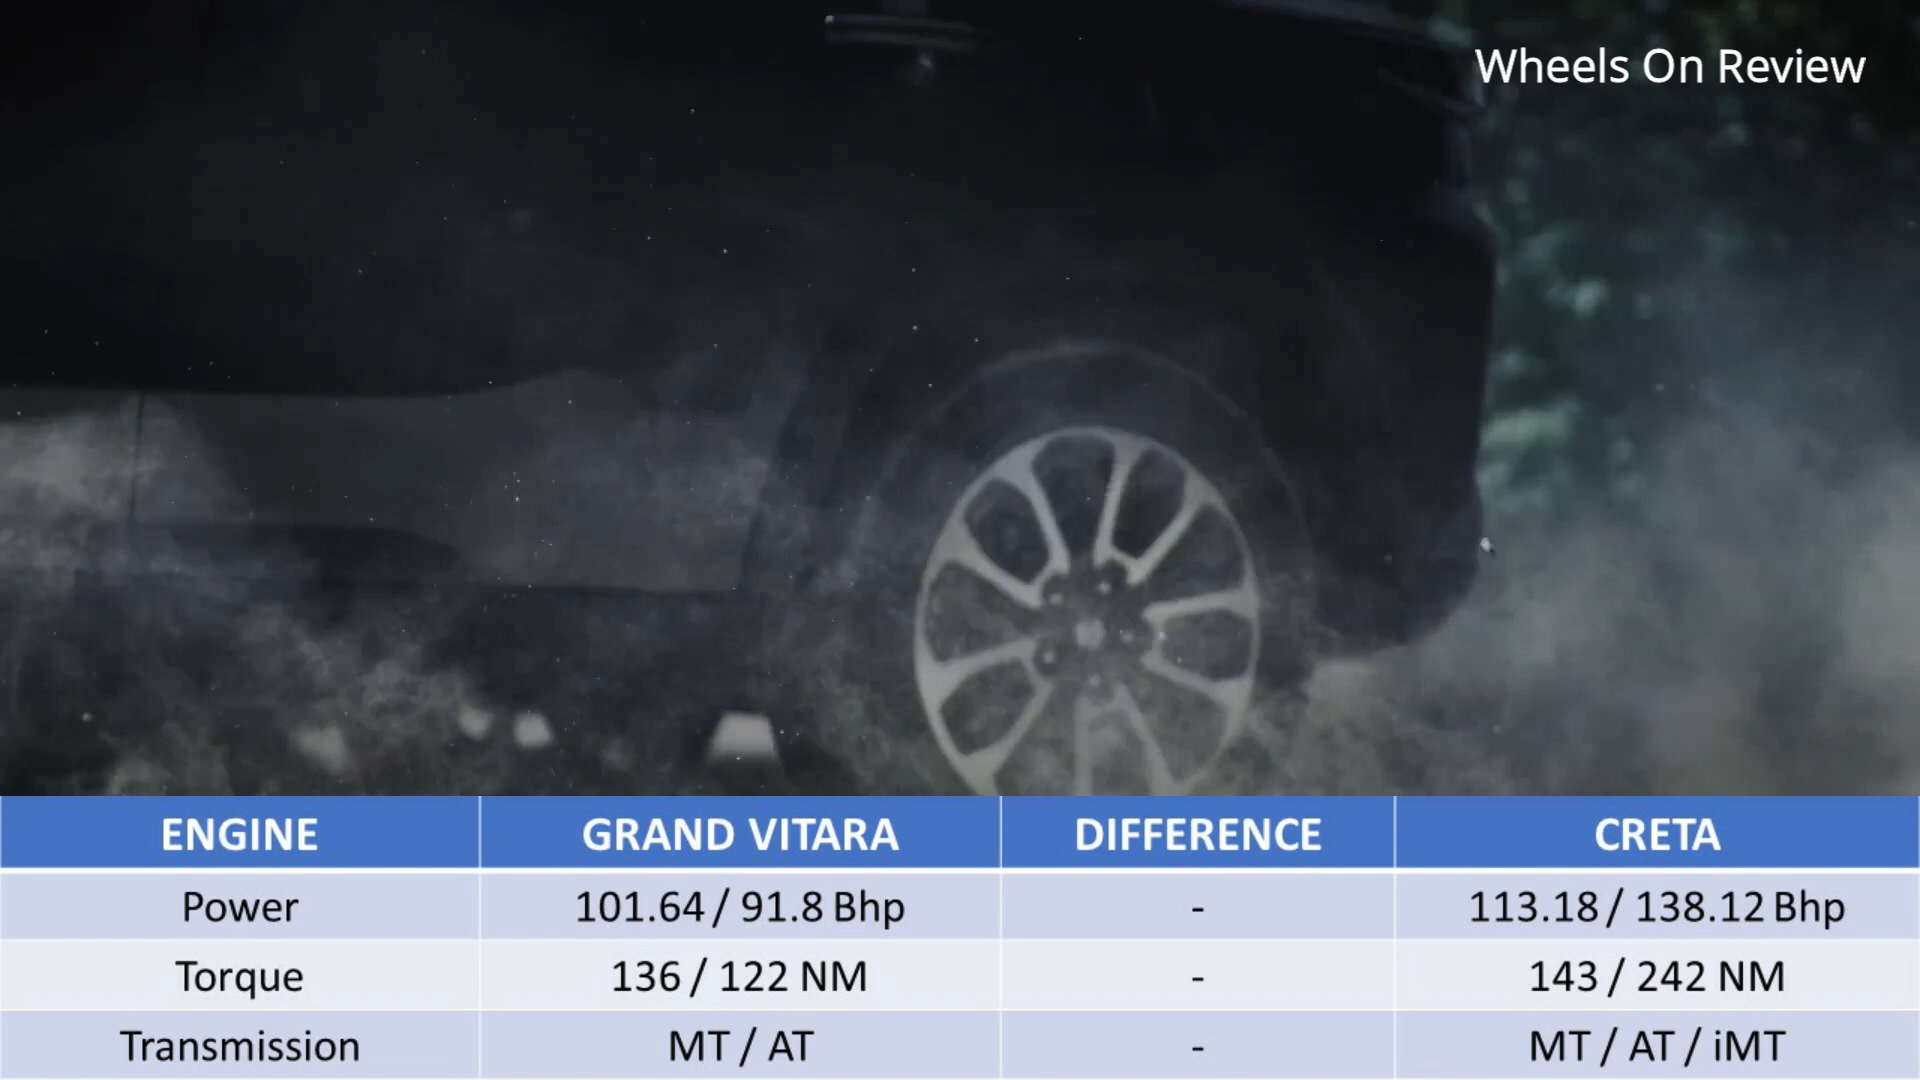 Wheels On Review
ENGINE GRAND VITARA DIFFERENCE CRETA
Power 101.64 / 91.8 Bhp - 113.18 / 138.12 Bhp
Torque 136 / 122 NM - 143 / 242 NM
Transmission MT / AT - MT / AT / iMT